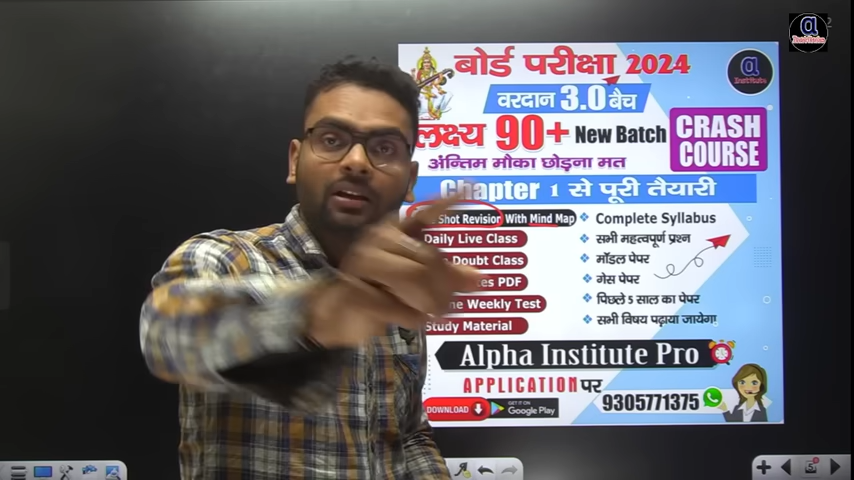 बोर्ड परीक्षा 2024
वरदान 3.0 बैच
लक्ष्य 90+ New Batch
CRASH COURSE
अंन्तिम मौका छोड़ना मत
Chapter 1 से पूरी तैयारी
Shot Revision With Mind Map
Daily Live Class
Doubt Class
PDF
Weekly Test
Study Material
Complete Syllabus
सभी महत्वपूर्ण प्रश्न
मॉडल पेपर
गेस पेपर
पिछले 5 साल का पेपर
सभी विषय पढ़ाया जायेगा
Alpha Institute Pro
APPLICATION पर
DOWNLOAD
GET IT ON
Google Play
9305771375
a
Institute
a
Institute